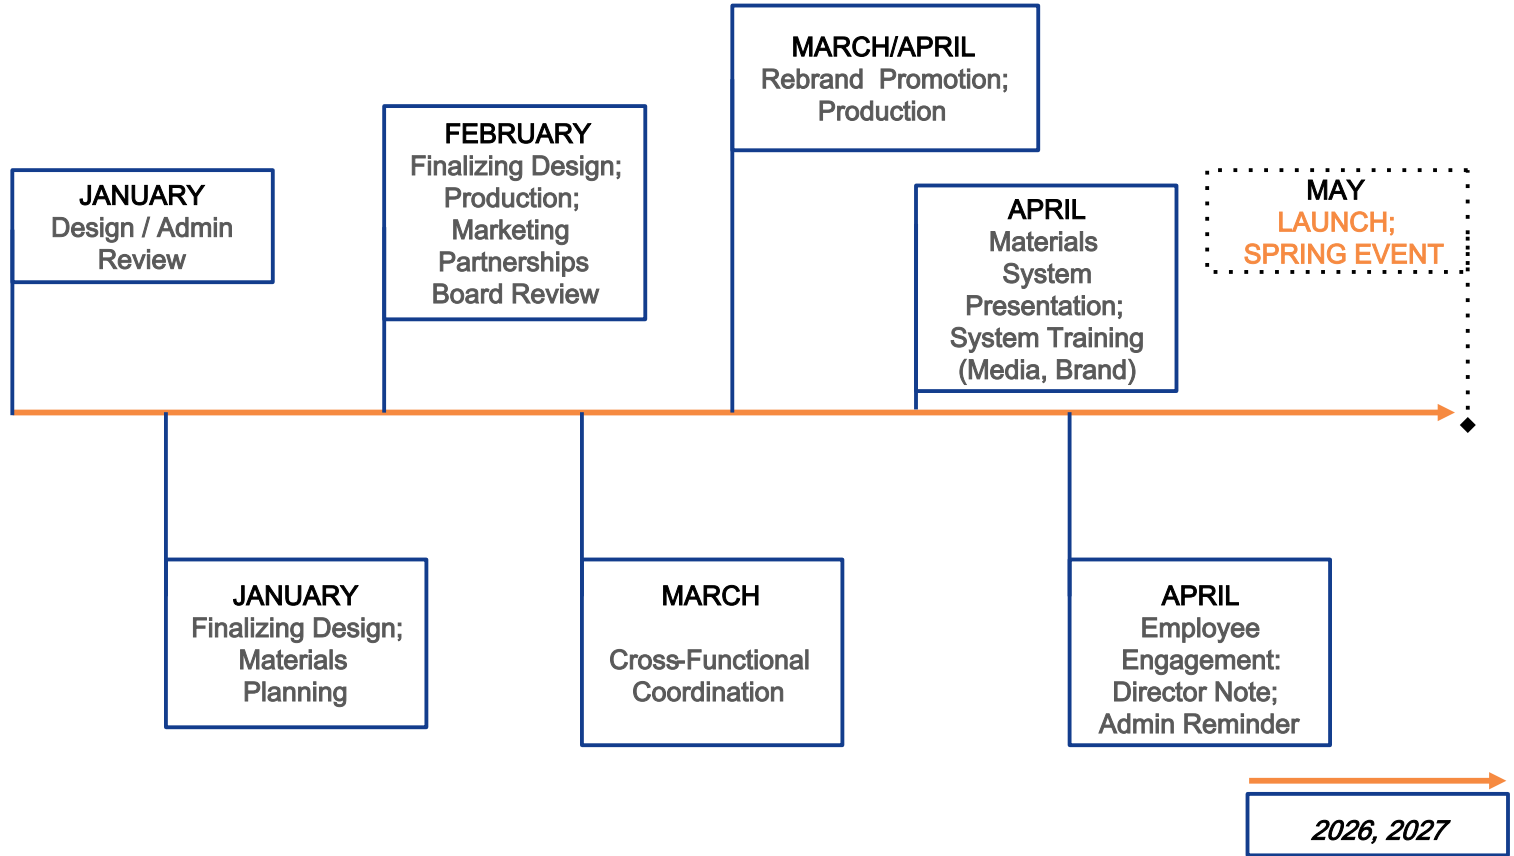 JANUARY
Design / Admin
Review
FEBRUARY
Finalizing Design;
Production;
Marketing
Partnerships
Board Review
MARCH/APRIL
Rebrand Promotion;
Production
APRIL
Materials
System
Presentation;
System Training
(Media, Brand)
MAY
LAUNCH;
SPRING EVENT
JANUARY
Finalizing Design;
Materials
Planning
MARCH
Cross-Functional
Coordination
APRIL
Employee
Engagement:
Director Note;
Admin Reminder
2026, 2027